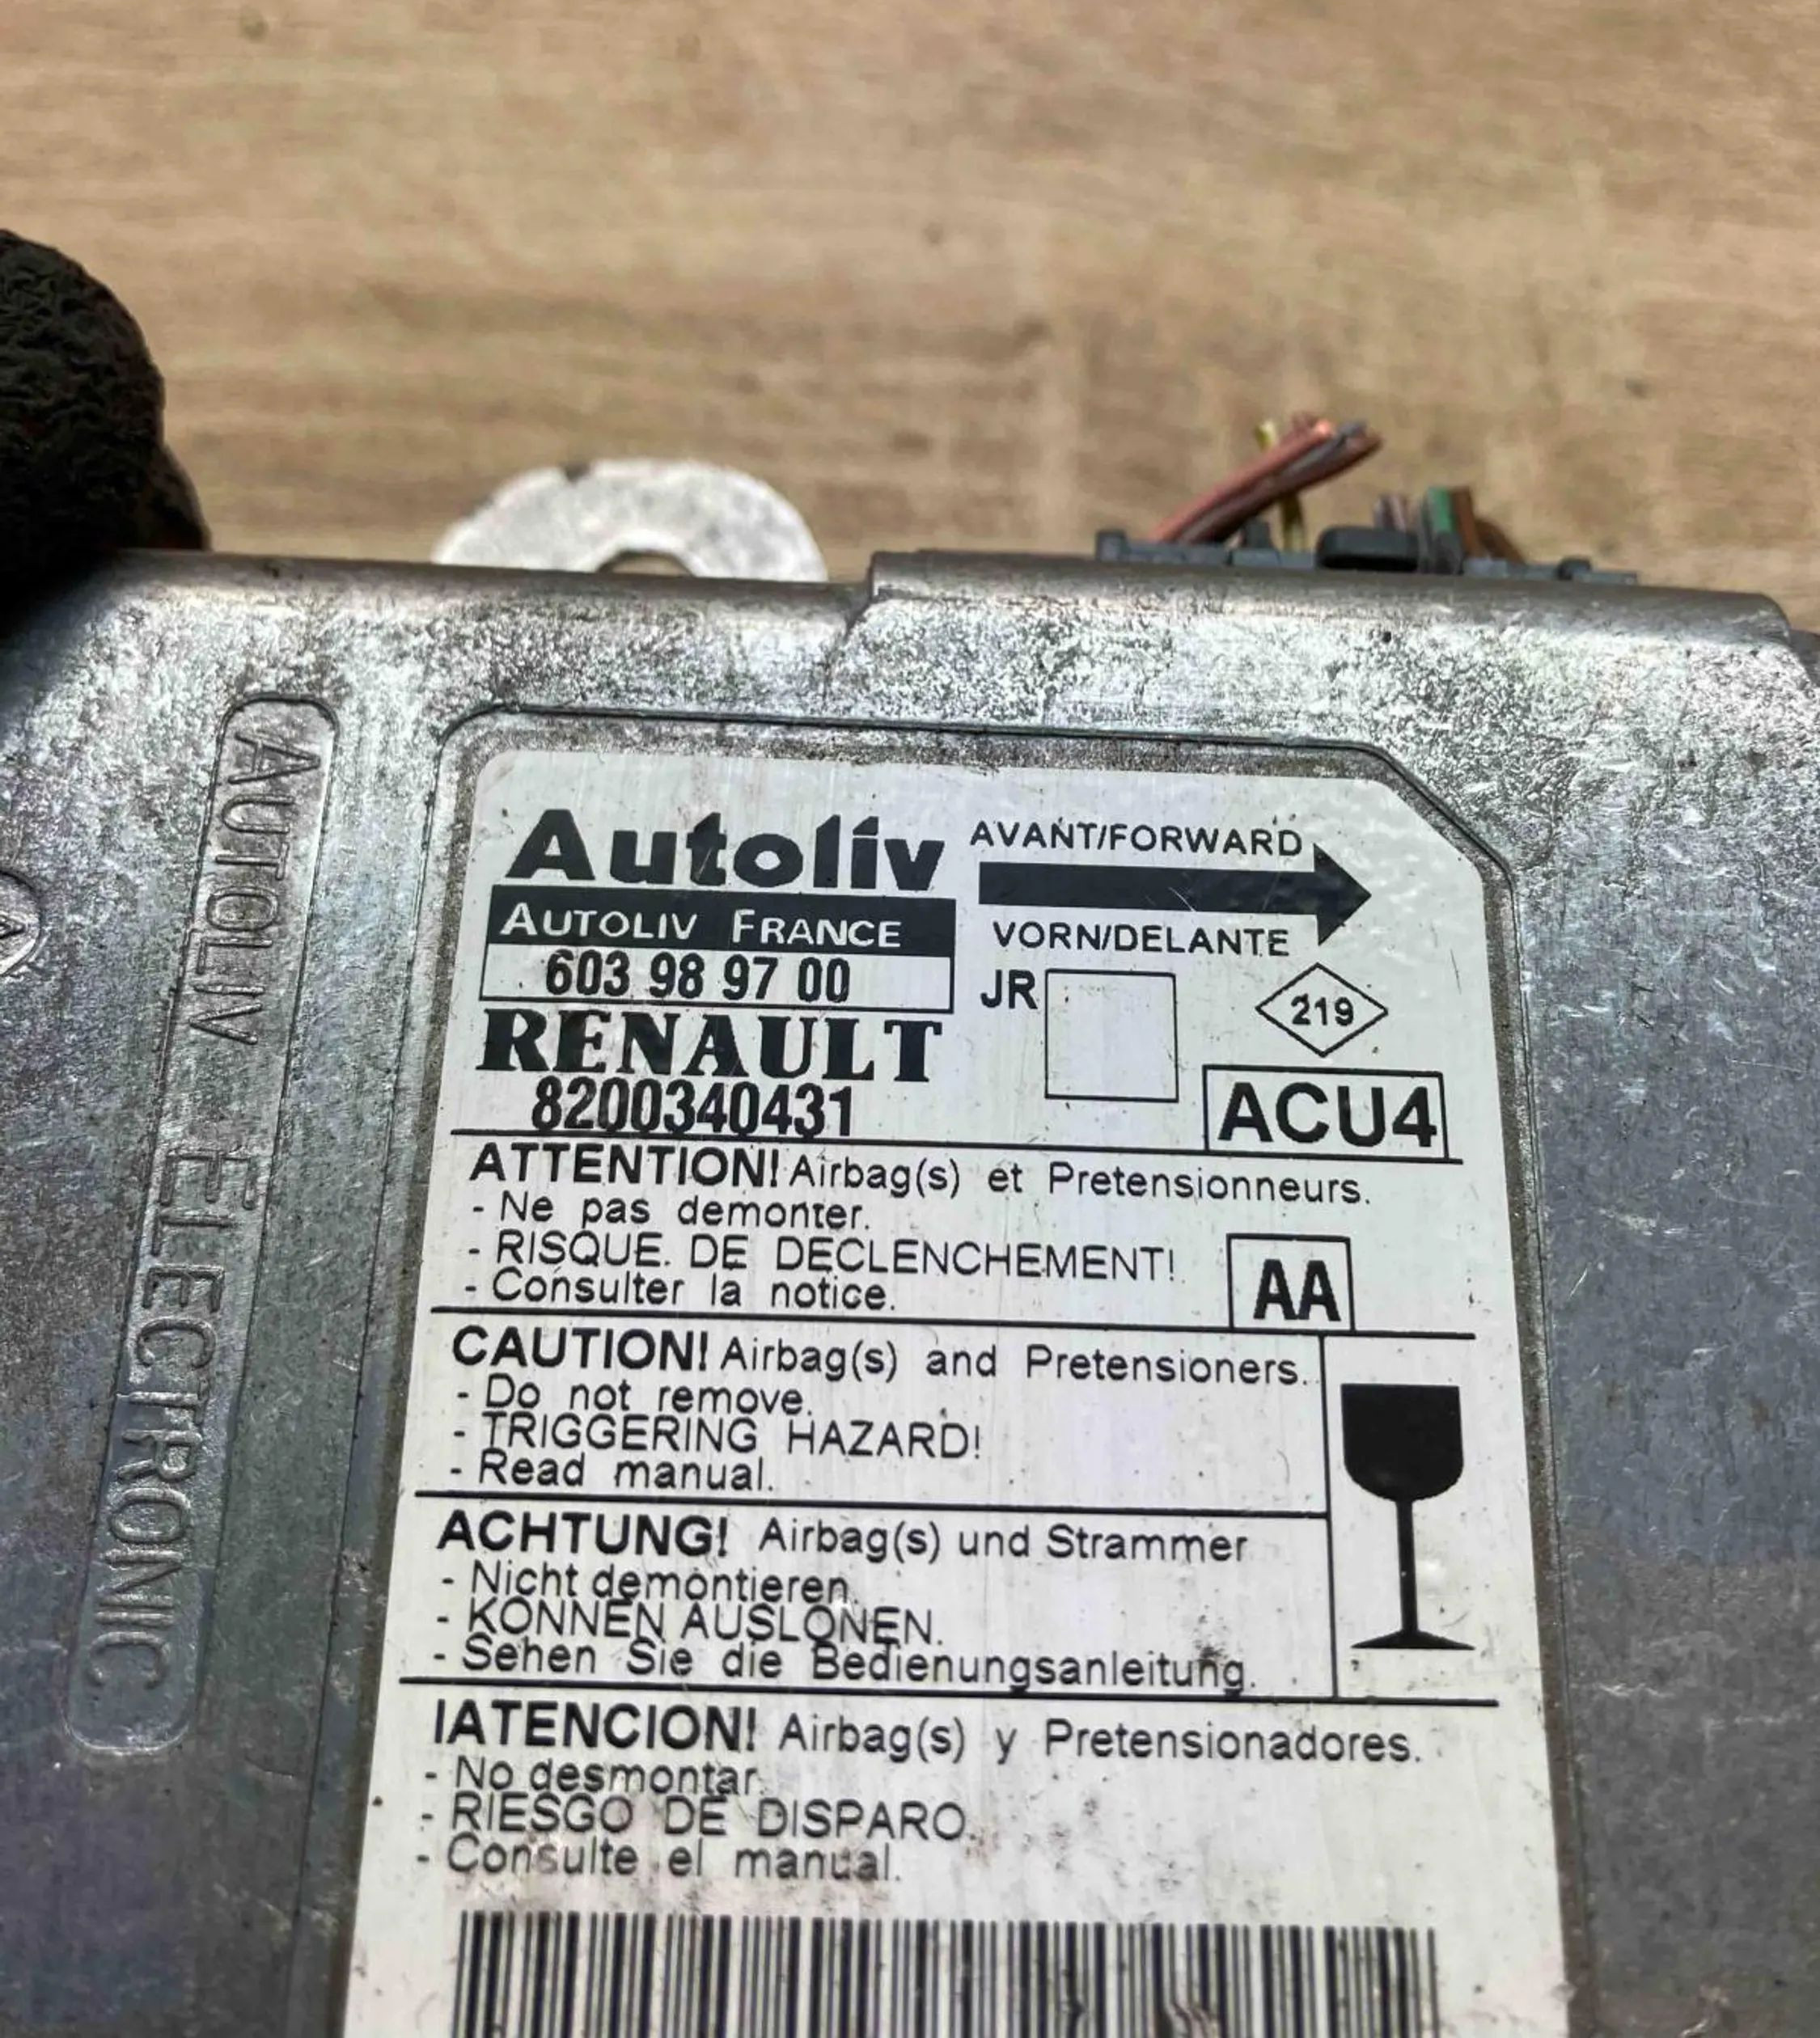 Autoliv
AVANT/FORWARD
AUTOLIV FRANCE
VORN/DELANTE
603 98 97 00
JR
219
RENAULT
8200340431
ACU4
ATTENTION! Airbag(s) et Pretensionneurs.
- Ne pas demonter.
- RISQUE. DE DECLENCHEMENT!
- Consulter la notice.
AA
CAUTION! Airbag(s) and Pretensioners.
- Do not remove.
- TRIGGERING HAZARD!
- Read manual.
ACHTUNG! Airbag(s) und Strammer
- Nicht demontieren.
- KONNEN AUSLONEN.
- Sehen Sie die Bedienungsanleitung.
IATENCION! Airbag(s) y Pretensionadores.
- No desmontar.
- RIESGO DE DISPARO.
- Consulte el manual.
AUTOLIV ELECTRONIC